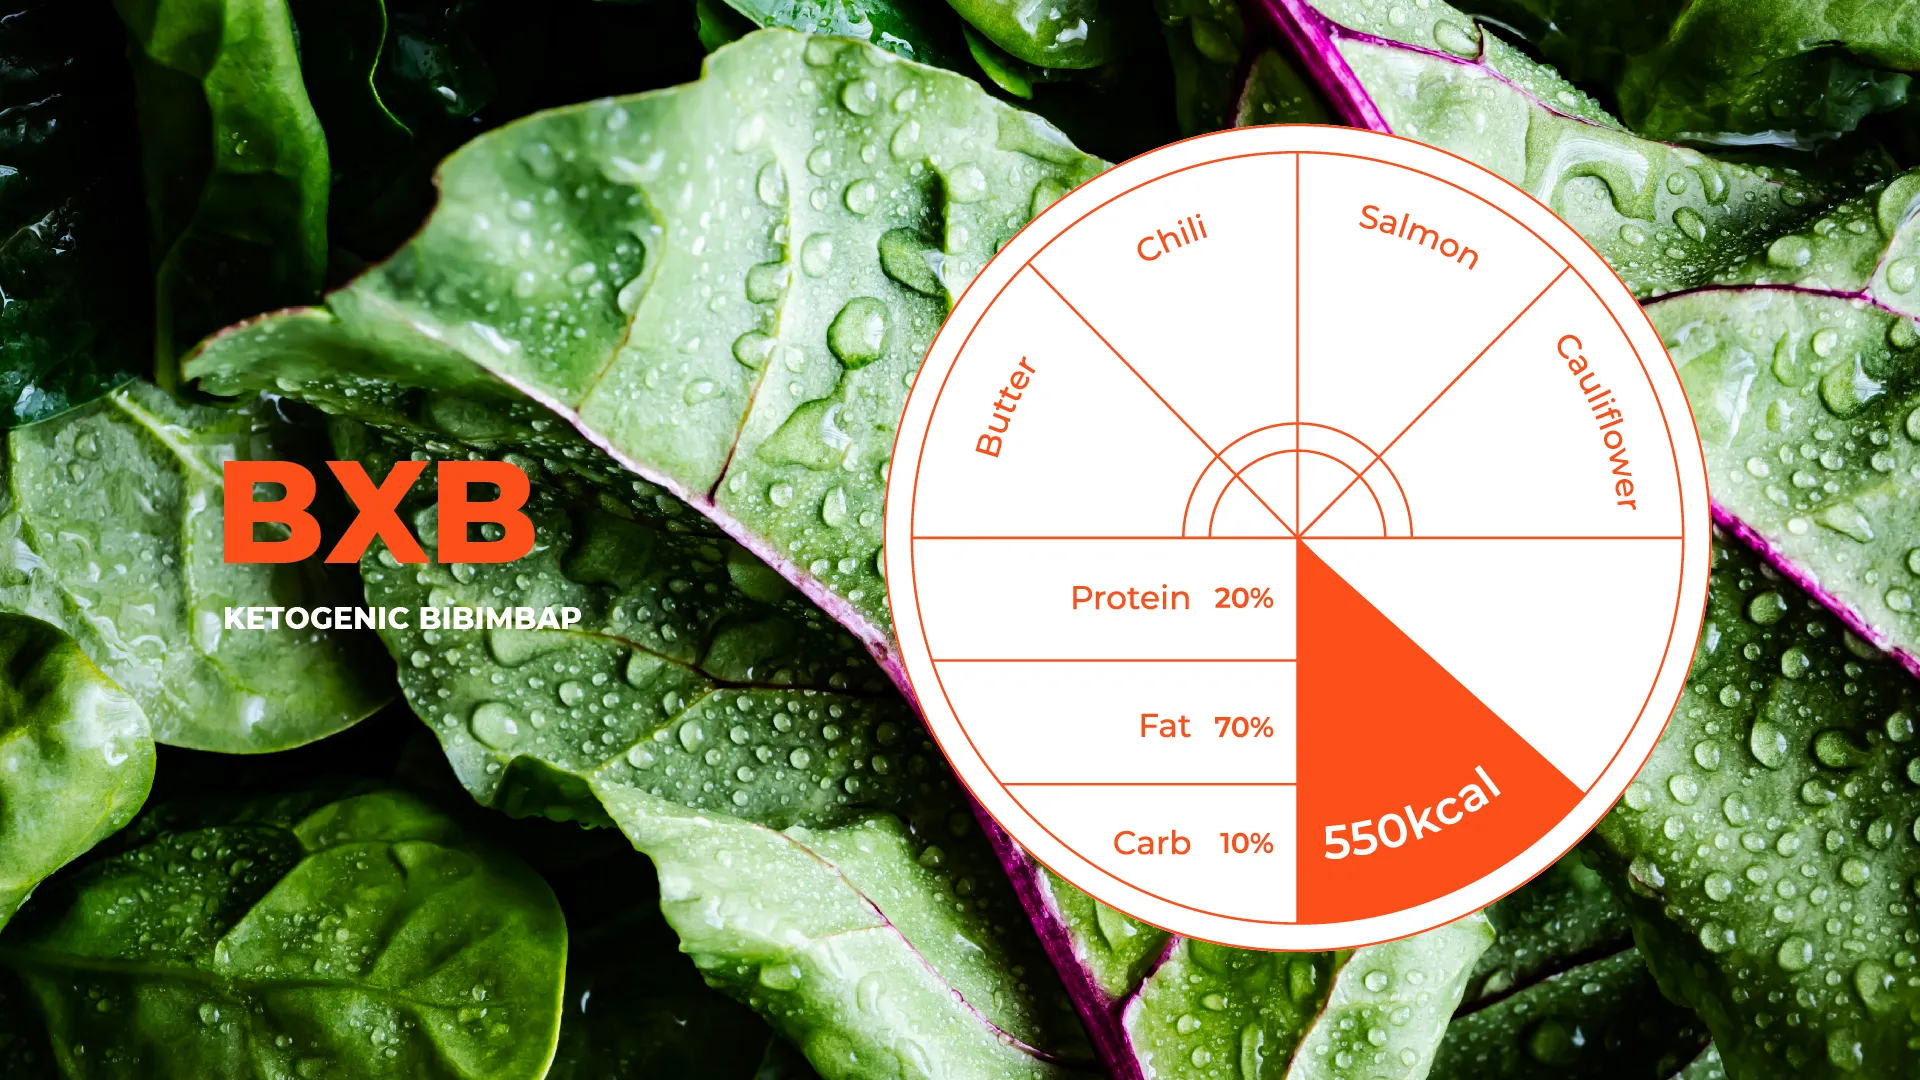 BXB
KETOGENIC BIBIMBAP
Butter
Chili
Salmon
Cauliflower
Protein 20%
Fat 70%
Carb 10%
550kcal